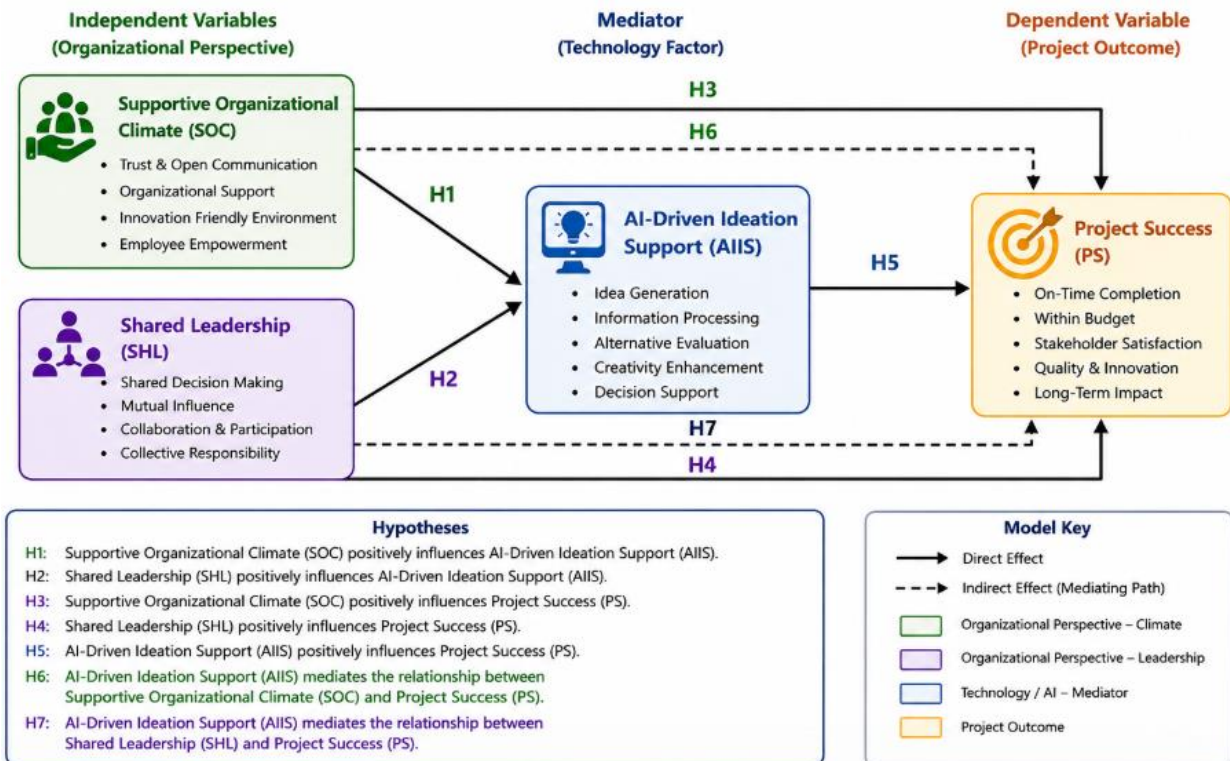 Independent Variables
(Organizational Perspective)
Mediator
(Technology Factor)
Dependent Variable
(Project Outcome)
Supportive Organizational
Climate (SOC)
• Trust & Open Communication
• Organizational Support
• Innovation Friendly Environment
• Employee Empowerment
H3
H6
H1
AI-Driven Ideation
Support (AIIS)
• Idea Generation
• Information Processing
• Alternative Evaluation
• Creativity Enhancement
• Decision Support
H5
Project Success
(PS)
• On-Time Completion
• Within Budget
• Stakeholder Satisfaction
• Quality & Innovation
• Long-Term Impact
Shared Leadership
(SHL)
• Shared Decision Making
• Mutual Influence
• Collaboration & Participation
• Collective Responsibility
H2
H7
H4
Hypotheses
H1: Supportive Organizational Climate (SOC) positively influences AI-Driven Ideation Support (AIIS).
H2: Shared Leadership (SHL) positively influences AI-Driven Ideation Support (AIIS).
H3: Supportive Organizational Climate (SOC) positively influences Project Success (PS).
H4: Shared Leadership (SHL) positively influences Project Success (PS).
H5: AI-Driven Ideation Support (AIIS) positively influences Project Success (PS).
H6: AI-Driven Ideation Support (AIIS) mediates the relationship between
Supportive Organizational Climate (SOC) and Project Success (PS).
H7: AI-Driven Ideation Support (AIIS) mediates the relationship between
Shared Leadership (SHL) and Project Success (PS).
Model Key
Direct Effect
Indirect Effect (Mediating Path)
Organizational Perspective – Climate
Organizational Perspective – Leadership
Technology / AI – Mediator
Project Outcome